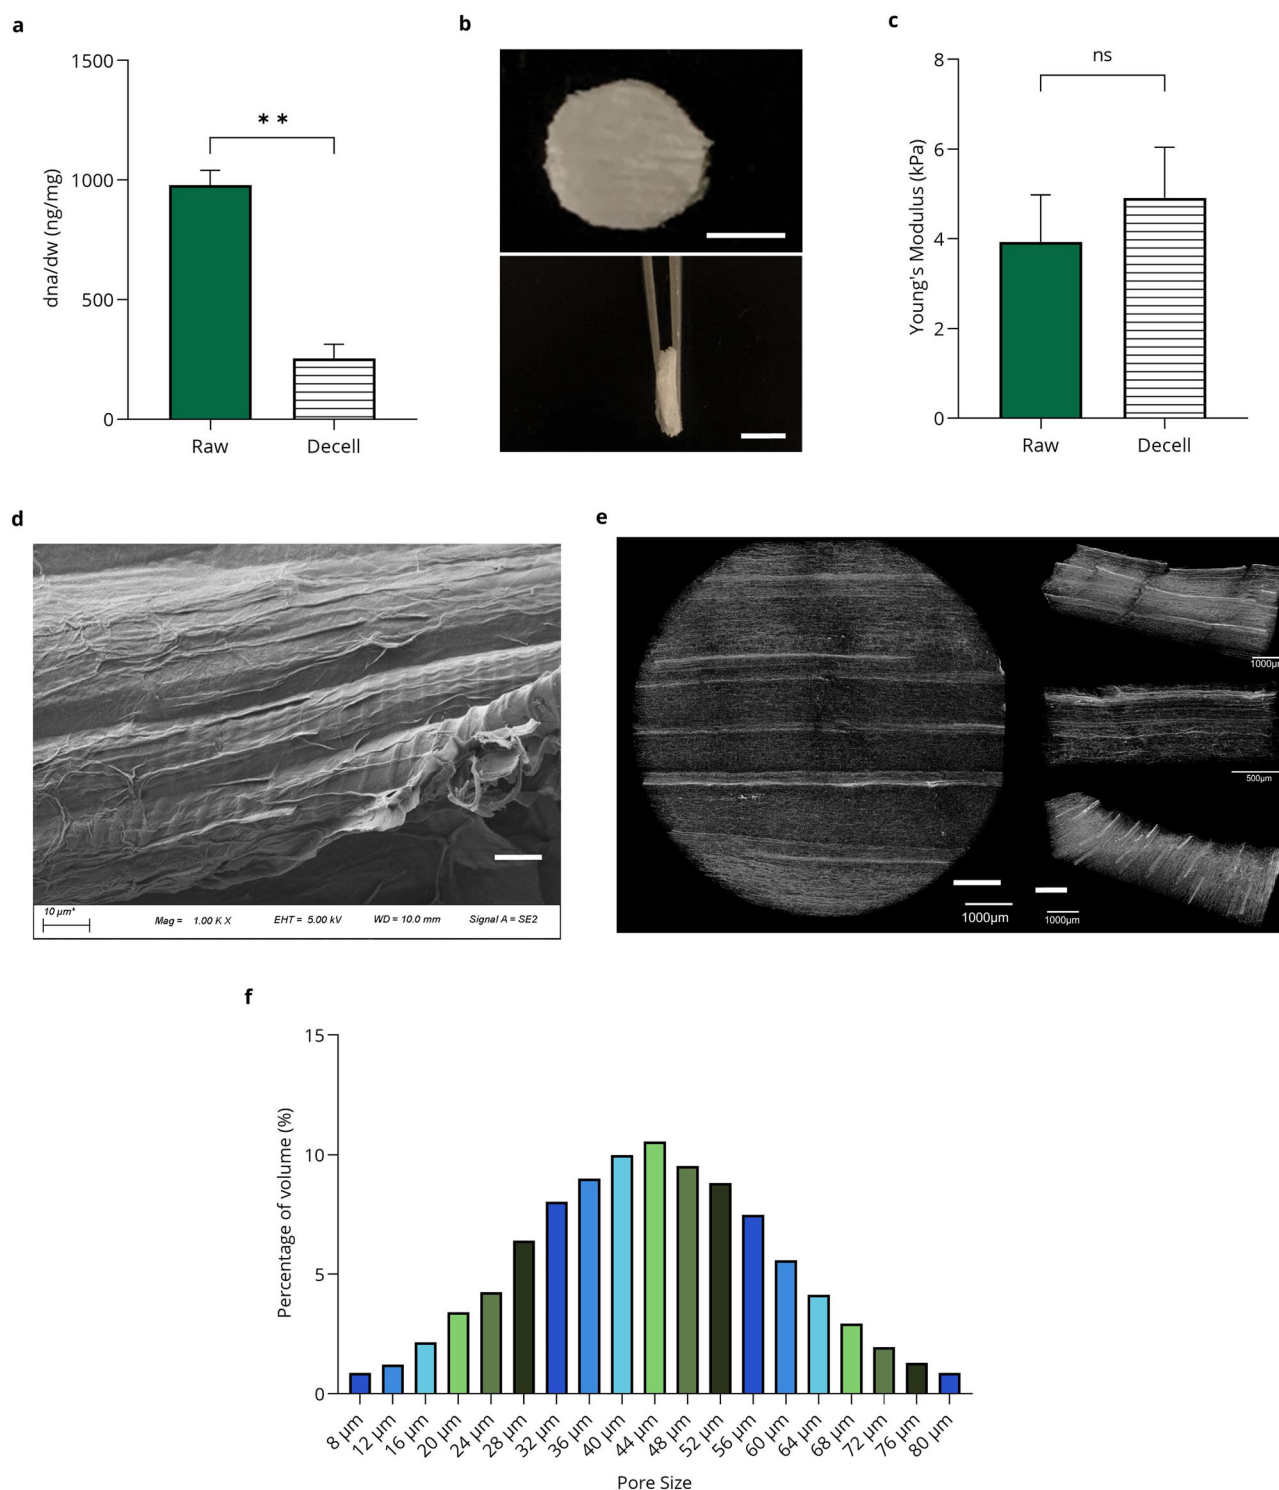 a
1500
1000
500
0
dna/dw (ng/mg)
* *
Raw
Decell
b
c
8
6
4
2
0
Young's Modulus (kPa)
ns
Raw
Decell
d
10 µm*
Mag = 1.00 K X
EHT = 5.00 kV
WD = 10.0 mm
Signal A = SE2
e
1000µm
1000µm
500µm
1000µm
f
15
10
5
0
Percentage of volume (%)
8 µm
12 µm
16 µm
20 µm
24 µm
28 µm
32 µm
36 µm
40 µm
44 µm
48 µm
52 µm
56 µm
60 µm
64 µm
68 µm
72 µm
76 µm
80 µm
Pore Size